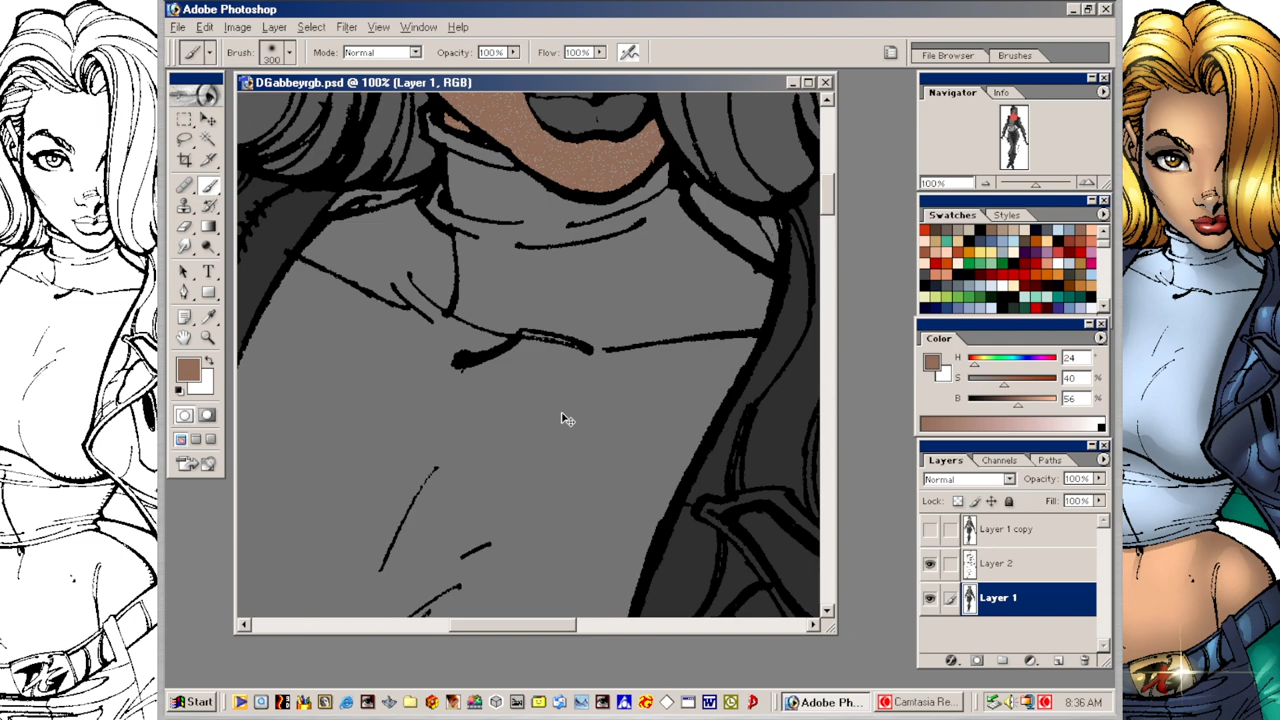 Adobe Photoshop
File Edit Image Layer Select Filter View Window Help
Brush: 300 Mode: Normal Opacity: 100% Flow: 100% File Browser Brushes
DGabbeyrgb.psd @ 100% (Layer 1, RGB)
Navigator Info
100%
Swatches Styles
Color
H 24 °
S 40 %
B 56 %
Layers Channels Paths
Normal Opacity: 100%
Lock: Fill: 100%
Layer 1 copy
Layer 2
Layer 1
Start Adobe Ph... Camtasia Re... 8:36 AM